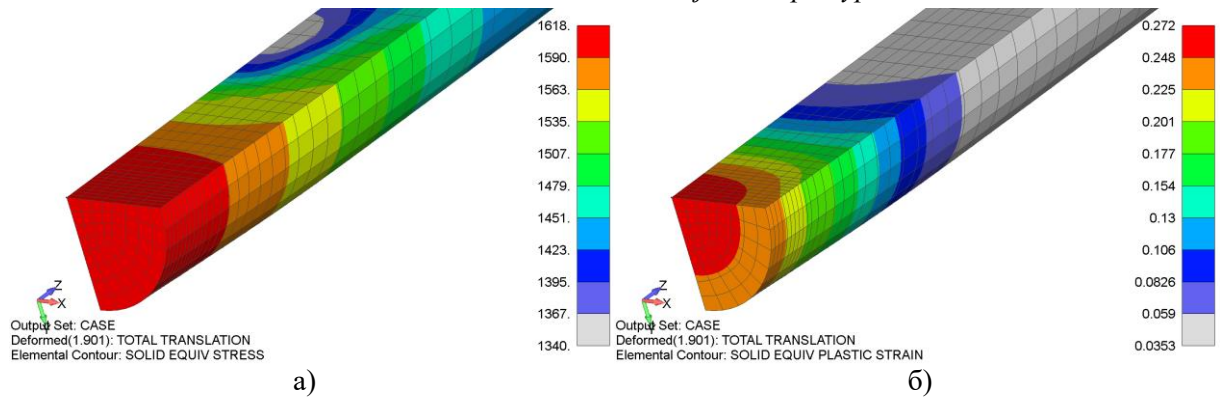 1618.
1590.
1563.
1535.
1507.
1479.
1451.
1423.
1395.
1367.
1340.
Z
X
Y
Output Set: CASE
Deformed(1.901): TOTAL TRANSLATION
Elemental Contour: SOLID EQUIV STRESS
а)
0.272
0.248
0.225
0.201
0.177
0.154
0.13
0.106
0.0826
0.059
0.0353
Z
X
Y
Output Set: CASE
Deformed(1.901): TOTAL TRANSLATION
Elemental Contour: SOLID EQUIV PLASTIC STRAIN
б)